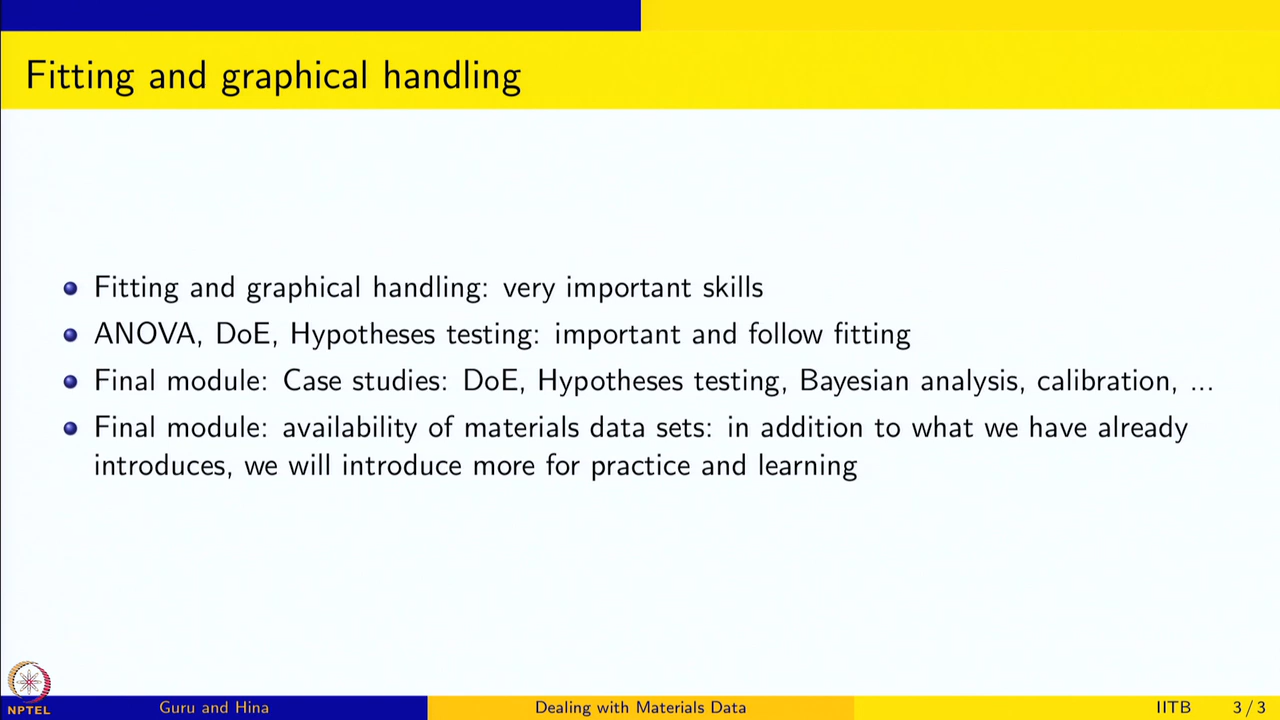 Fitting and graphical handling
Fitting and graphical handling: very important skills
ANOVA, DoE, Hypotheses testing: important and follow fitting
Final module: Case studies: DoE, Hypotheses testing, Bayesian analysis, calibration, ...
Final module: availability of materials data sets: in addition to what we have already
introduces, we will introduce more for practice and learning
NPTEL
Guru and Hina
Dealing with Materials Data
IITB
3 / 3